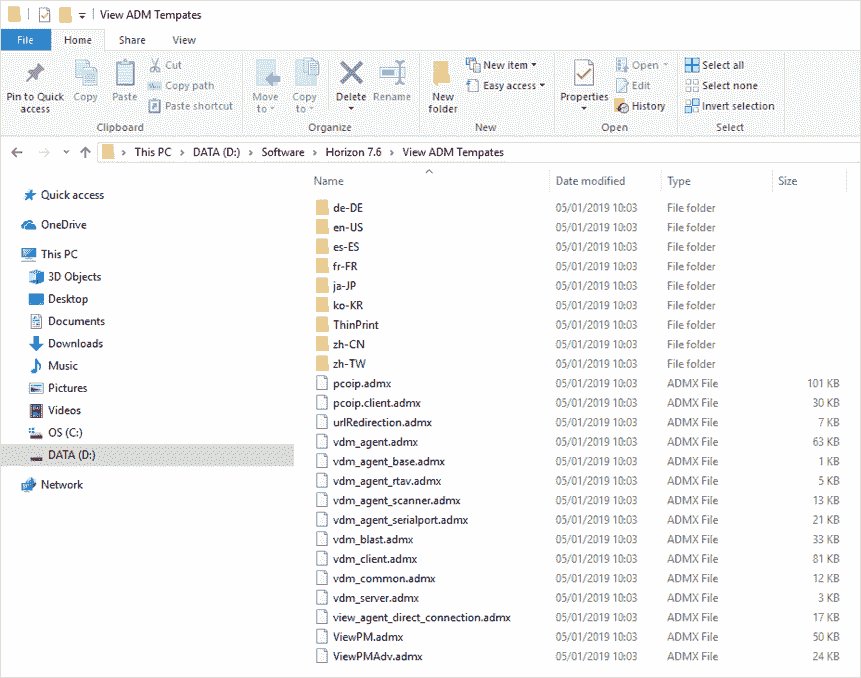 View ADM Tempates
File Home Share View
Pin to Quick access
Copy
Paste
Cut
Copy path
Paste shortcut
Clipboard
Move to
Copy to
Delete
Rename
Organize
New folder
New item
Easy access
New
Properties
Open
Edit
History
Open
Select all
Select none
Invert selection
Select
This PC > DATA (D:) > Software > Horizon 7.6 > View ADM Tempates
Quick access
OneDrive
This PC
3D Objects
Desktop
Documents
Downloads
Music
Pictures
Videos
OS (C:)
DATA (D:)
Network
Name Date modified Type Size
de-DE 05/01/2019 10:03 File folder
en-US 05/01/2019 10:03 File folder
es-ES 05/01/2019 10:03 File folder
fr-FR 05/01/2019 10:03 File folder
ja-JP 05/01/2019 10:03 File folder
ko-KR 05/01/2019 10:03 File folder
ThinPrint 05/01/2019 10:03 File folder
zh-CN 05/01/2019 10:03 File folder
zh-TW 05/01/2019 10:03 File folder
pcoip.admx 05/01/2019 10:03 ADMX File 101 KB
pcoip.client.admx 05/01/2019 10:03 ADMX File 30 KB
urlRedirection.admx 05/01/2019 10:03 ADMX File 7 KB
vdm_agent.admx 05/01/2019 10:03 ADMX File 63 KB
vdm_agent_base.admx 05/01/2019 10:03 ADMX File 1 KB
vdm_agent_rtav.admx 05/01/2019 10:03 ADMX File 5 KB
vdm_agent_scanner.admx 05/01/2019 10:03 ADMX File 13 KB
vdm_agent_serialport.admx 05/01/2019 10:03 ADMX File 21 KB
vdm_blast.admx 05/01/2019 10:03 ADMX File 33 KB
vdm_client.admx 05/01/2019 10:03 ADMX File 81 KB
vdm_common.admx 05/01/2019 10:03 ADMX File 12 KB
vdm_server.admx 05/01/2019 10:03 ADMX File 3 KB
view_agent_direct_connection.admx 05/01/2019 10:03 ADMX File 17 KB
ViewPM.admx 05/01/2019 10:03 ADMX File 50 KB
ViewPMAdv.admx 05/01/2019 10:03 ADMX File 24 KB